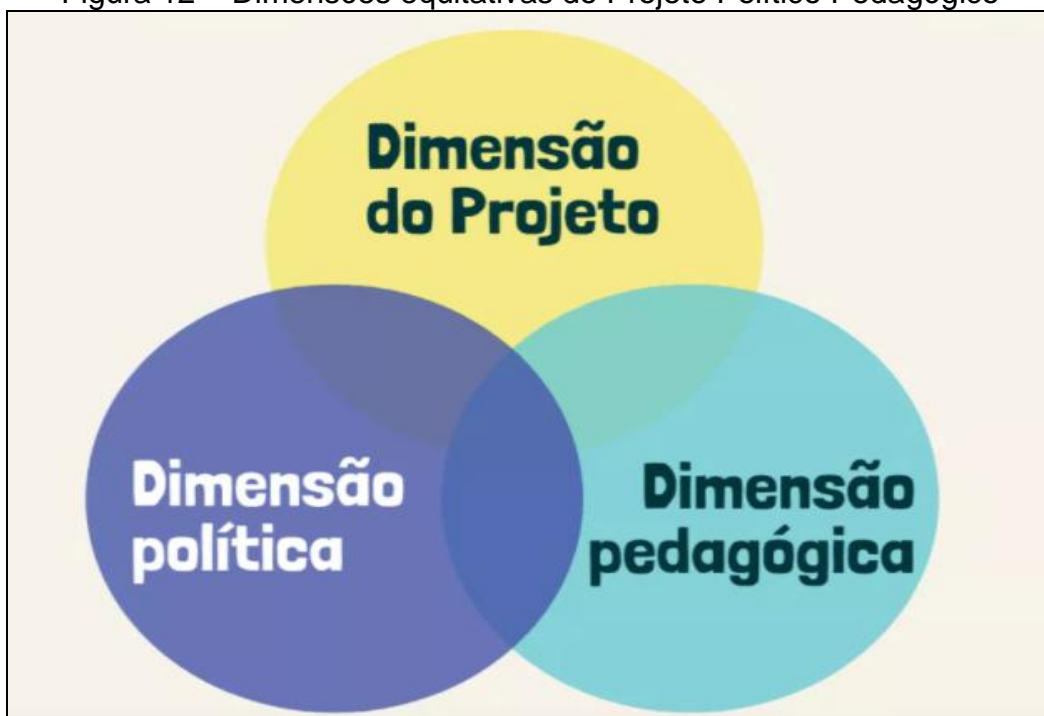 Figura 12 – Dimensões equitativas do Projeto Político Pedagógico
Dimensão
do Projeto
Dimensão
política
Dimensão
pedagógica